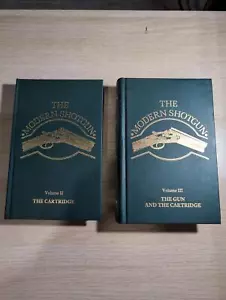 THE
MODERN SHOTGUN
Volume II
THE CARTRIDGE
THE
MODERN SHOTGUN
Volume III
THE GUN
AND THE CARTRIDGE